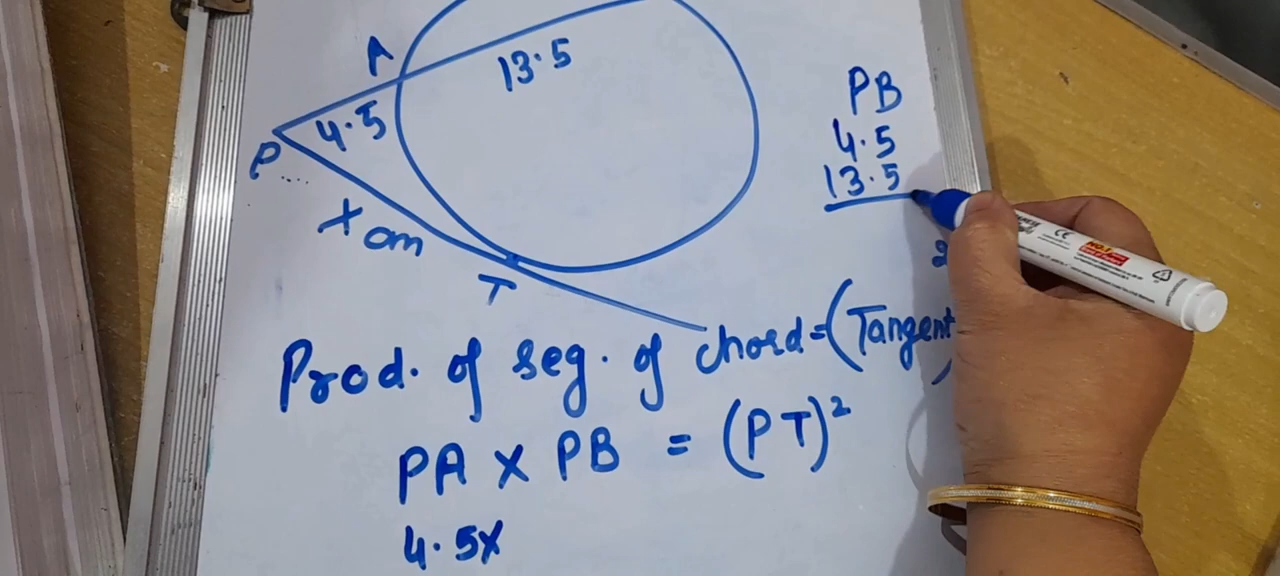 A
13.5
P
4.5
X cm
T
PB
4.5
13.5
2
Prod. of seg. of chord = (Tangent)
PA X PB = (PT)²
4.5X